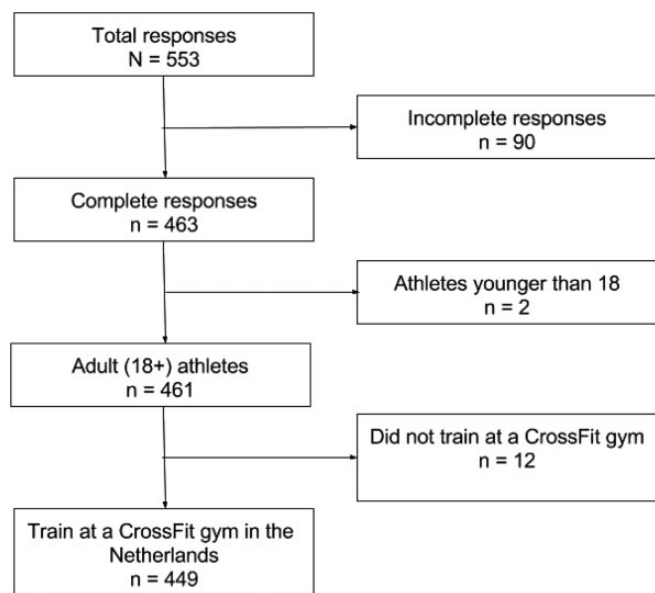 Total responses
N = 553
Incomplete responses
n = 90
Complete responses
n = 463
Athletes younger than 18
n = 2
Adult (18+) athletes
n = 461
Did not train at a CrossFit gym
n = 12
Train at a CrossFit gym in the
Netherlands
n = 449